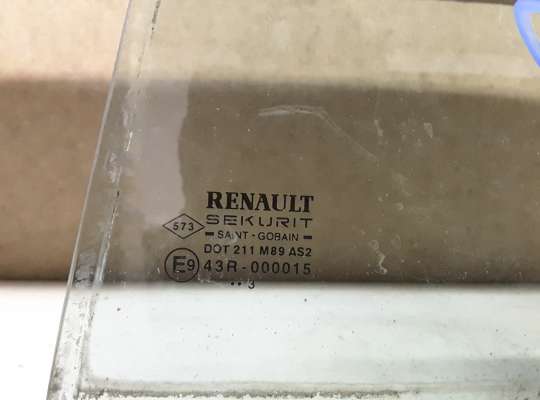 RENAULT
573 SEKURIT
SAINT - GOBAIN
DOT 211 M89 AS2
E9 43R-000015
•• 3